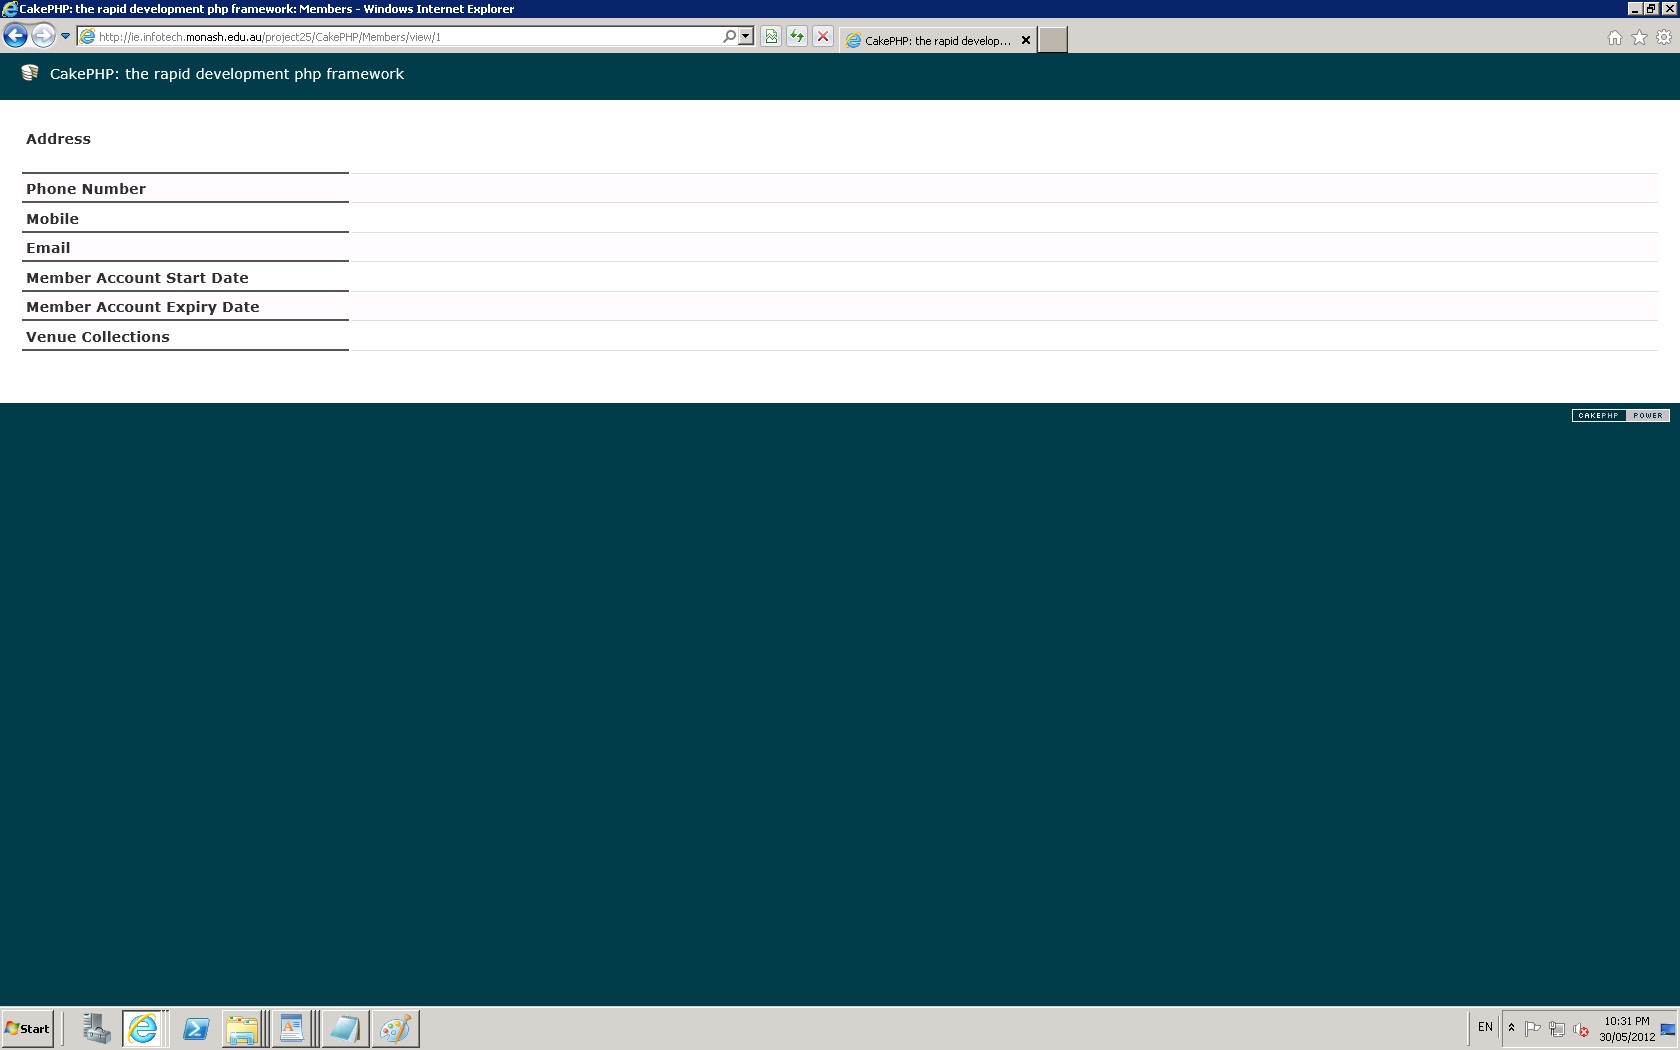 CakePHP: the rapid development php framework: Members - Windows Internet Explorer
http://ie.infotech.monash.edu.au/project25/CakePHP/Members/view/1
CakePHP: the rapid develop...
CakePHP: the rapid development php framework
Address
Phone Number
Mobile
Email
Member Account Start Date
Member Account Expiry Date
Venue Collections
CAKEPHP POWER
Start
EN
10:31 PM
30/05/2012